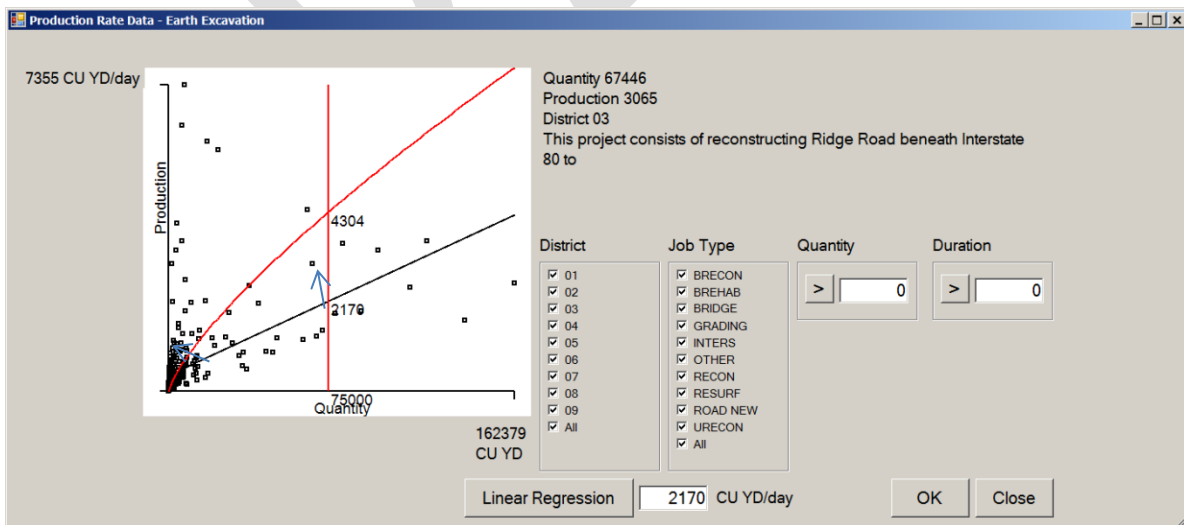 Production Rate Data - Earth Excavation
7355 CU YD/day
Production
4304
2170
75000
Quantity
162379
CU YD
Quantity 67446
Production 3065
District 03
This project consists of reconstructing Ridge Road beneath Interstate
80 to
District
01
02
03
04
05
06
07
08
09
All
Job Type
BRECON
BREHAB
BRIDGE
GRADING
INTERS
OTHER
RECON
RESURF
ROAD NEW
URECON
All
Quantity
> 0
Duration
> 0
Linear Regression 2170 CU YD/day
OK
Close